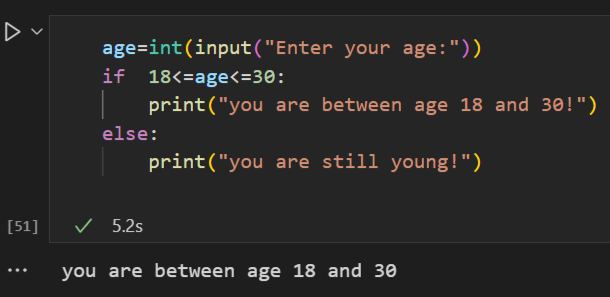 age=int(input("Enter your age:"))
if  18<=age<=30:
    print("you are between age 18 and 30!")
else:
    print("you are still young!")
[51]
5.2s
... you are between age 18 and 30